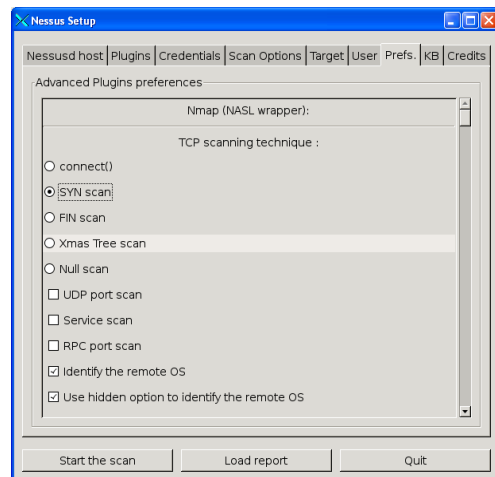 Nessus Setup
Nessusd host Plugins Credentials Scan Options Target User Prefs. KB Credits
Advanced Plugins preferences
Nmap (NASL wrapper):
TCP scanning technique :
connect()
SYN scan
FIN scan
Xmas Tree scan
Null scan
UDP port scan
Service scan
RPC port scan
Identify the remote OS
Use hidden option to identify the remote OS
Start the scan Load report Quit